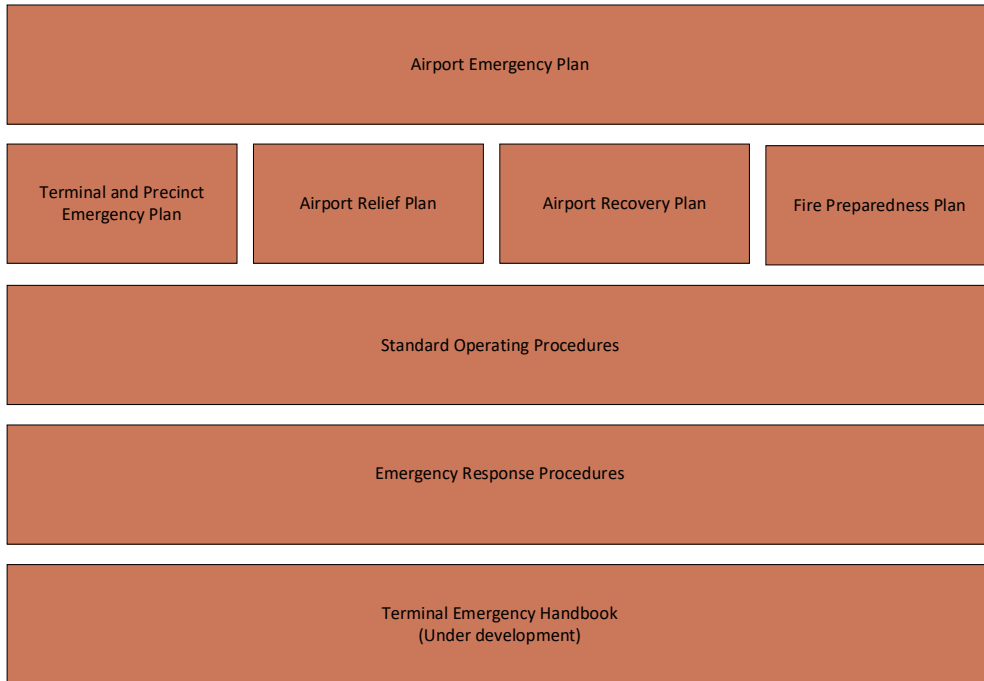 Airport Emergency Plan
Terminal and Precinct
Emergency Plan
Airport Relief Plan
Airport Recovery Plan
Fire Preparedness Plan
Standard Operating Procedures
Emergency Response Procedures
Terminal Emergency Handbook
(Under development)